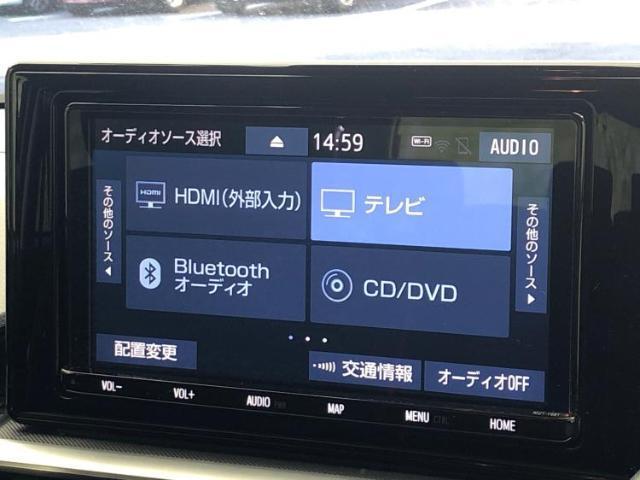 オーディオソース選択
14:59
Wi-Fi
AUDIO
その他のソース
HDMI
HDMI(外部入力)
テレビ
その他のソース
Bluetooth
オーディオ
CD/DVD
配置変更
交通情報
オーディオOFF
VOL-
VOL+
AUDIO
MAP
MENU
HOME